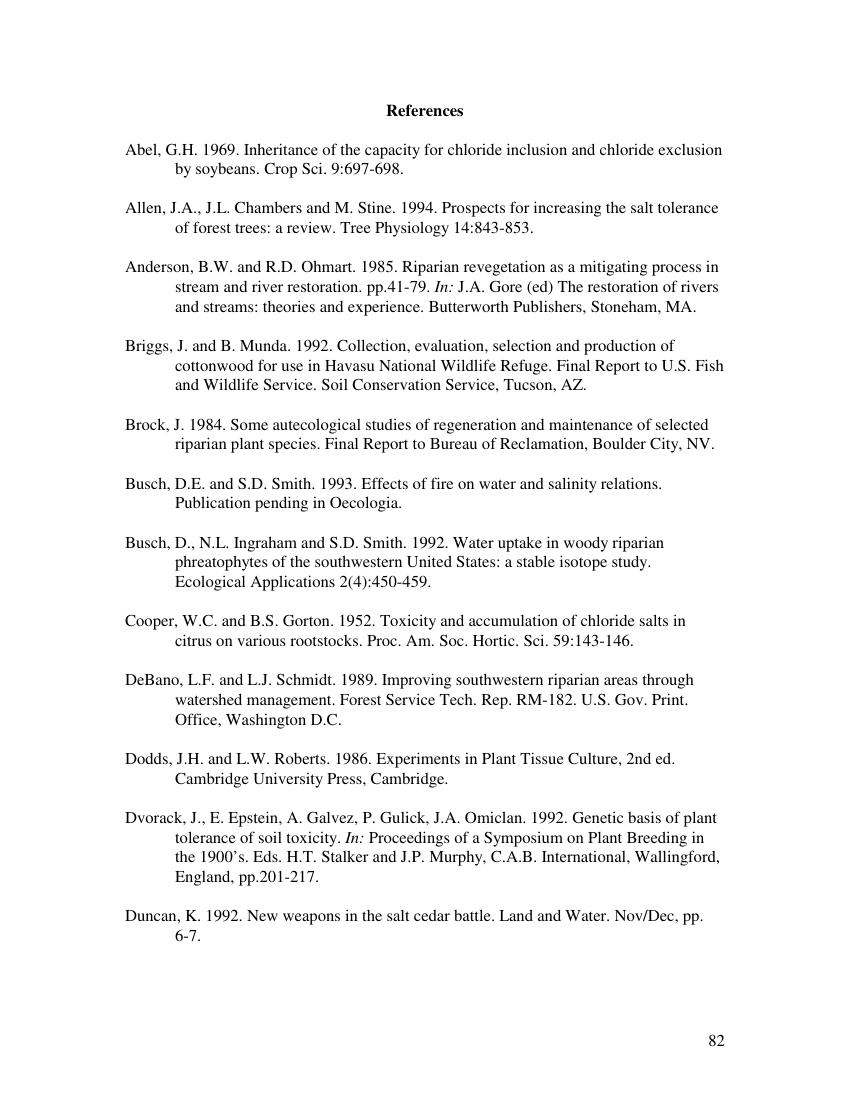 References
Abel, G.H. 1969. Inheritance of the capacity for chloride inclusion and chloride exclusion
by soybeans. Crop Sci. 9:697-698.
Allen, J.A., J.L. Chambers and M. Stine. 1994. Prospects for increasing the salt tolerance
of forest trees: a review. Tree Physiology 14:843-853.
Anderson, B.W. and R.D. Ohmart. 1985. Riparian revegetation as a mitigating process in
stream and river restoration. pp.41-79. In: J.A. Gore (ed) The restoration of rivers
and streams: theories and experience. Butterworth Publishers, Stoneham, MA.
Briggs, J. and B. Munda. 1992. Collection, evaluation, selection and production of
cottonwood for use in Havasu National Wildlife Refuge. Final Report to U.S. Fish
and Wildlife Service. Soil Conservation Service, Tucson, AZ.
Brock, J. 1984. Some autecological studies of regeneration and maintenance of selected
riparian plant species. Final Report to Bureau of Reclamation, Boulder City, NV.
Busch, D.E. and S.D. Smith. 1993. Effects of fire on water and salinity relations.
Publication pending in Oecologia.
Busch, D., N.L. Ingraham and S.D. Smith. 1992. Water uptake in woody riparian
phreatophytes of the southwestern United States: a stable isotope study.
Ecological Applications 2(4):450-459.
Cooper, W.C. and B.S. Gorton. 1952. Toxicity and accumulation of chloride salts in
citrus on various rootstocks. Proc. Am. Soc. Hortic. Sci. 59:143-146.
DeBano, L.F. and L.J. Schmidt. 1989. Improving southwestern riparian areas through
watershed management. Forest Service Tech. Rep. RM-182. U.S. Gov. Print.
Office, Washington D.C.
Dodds, J.H. and L.W. Roberts. 1986. Experiments in Plant Tissue Culture, 2nd ed.
Cambridge University Press, Cambridge.
Dvorack, J., E. Epstein, A. Galvez, P. Gulick, J.A. Omiclan. 1992. Genetic basis of plant
tolerance of soil toxicity. In: Proceedings of a Symposium on Plant Breeding in
the 1900’s. Eds. H.T. Stalker and J.P. Murphy, C.A.B. International, Wallingford,
England, pp.201-217.
Duncan, K. 1992. New weapons in the salt cedar battle. Land and Water. Nov/Dec, pp.
6-7.
82